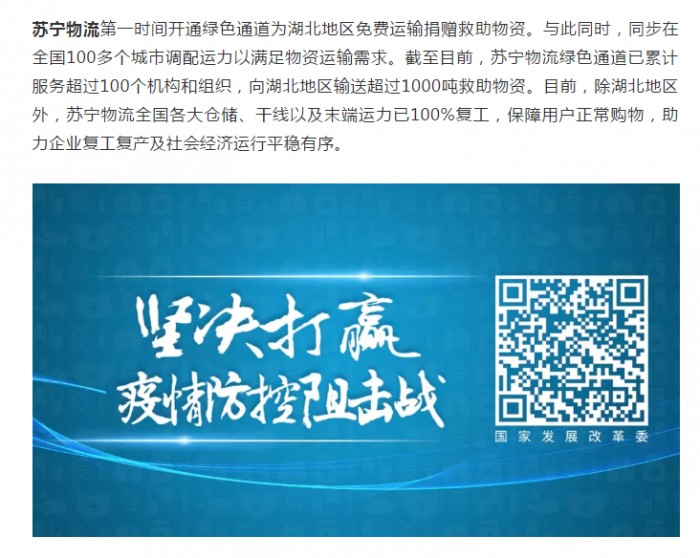 苏宁物流第一时间开通绿色通道为湖北地区免费运输捐赠救助物资。与此同时，同步在
全国100多个城市调配运力以满足物资运输需求。截至目前，苏宁物流绿色通道已累计
服务超过100个机构和组织，向湖北地区输送超过1000吨救助物资。目前，除湖北地区
外，苏宁物流全国各大仓储、干线以及末端运力已100%复工，保障用户正常购物，助
力企业复工复产及社会经济运行平稳有序。
坚决打赢
疫情防控阻击战
国家发展改革委